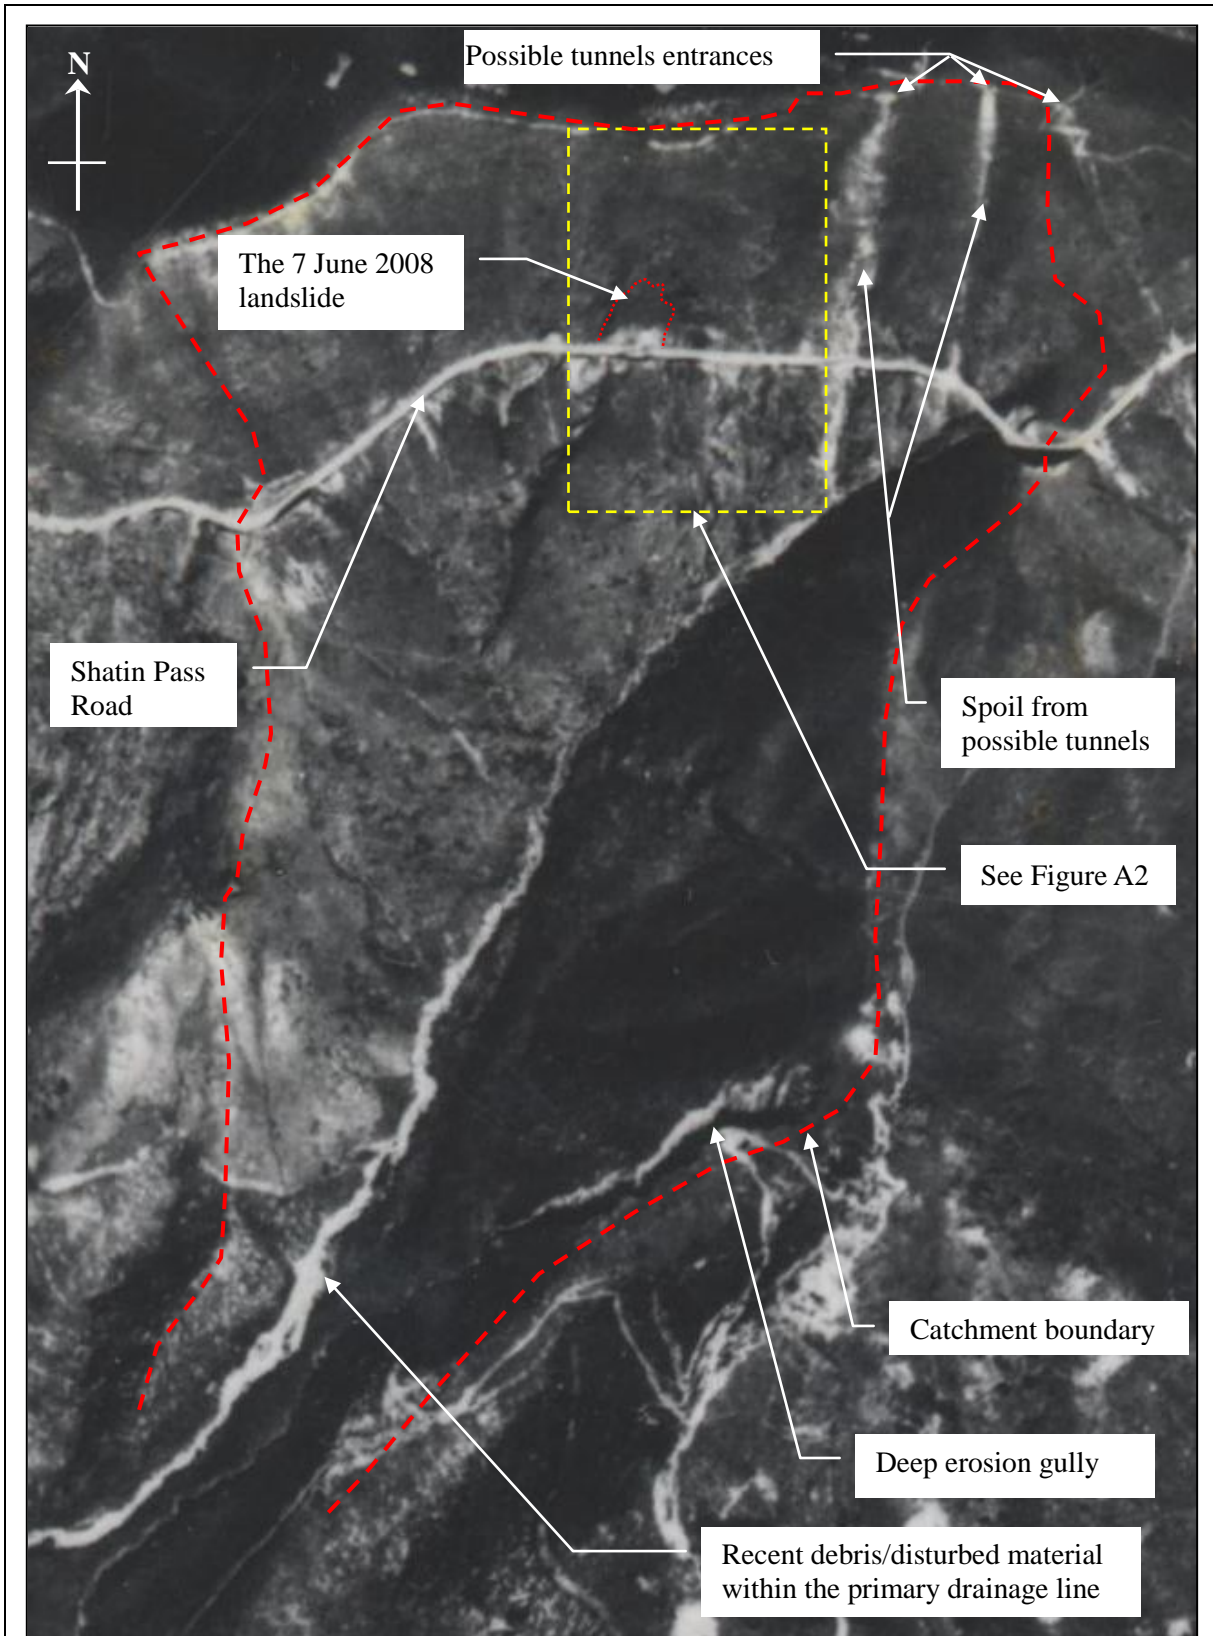 Possible tunnels entrances
N
The 7 June 2008
landslide
Shatin Pass
Road
Spoil from
possible tunnels
See Figure A2
Catchment boundary
Deep erosion gully
Recent debris/disturbed material
within the primary drainage line